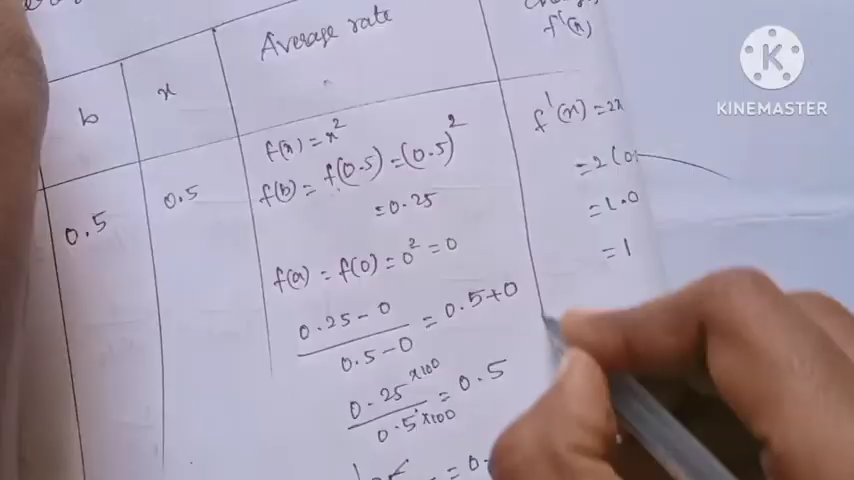 Average rate
f'(x)
b
x
0.5
0.5
f(x) = x²
f(b) = f(0.5) = (0.5)²
= 0.25
f(a) = f(0) = 0² = 0
0.25 - 0 / 0.5 - 0 = 0.5 + 0
0.25 ×100 / 0.5 ×100 = 0.5
= 0.
f'(x) = 2x
= 2(0
= 1.0
= 1
K
KINEMASTER